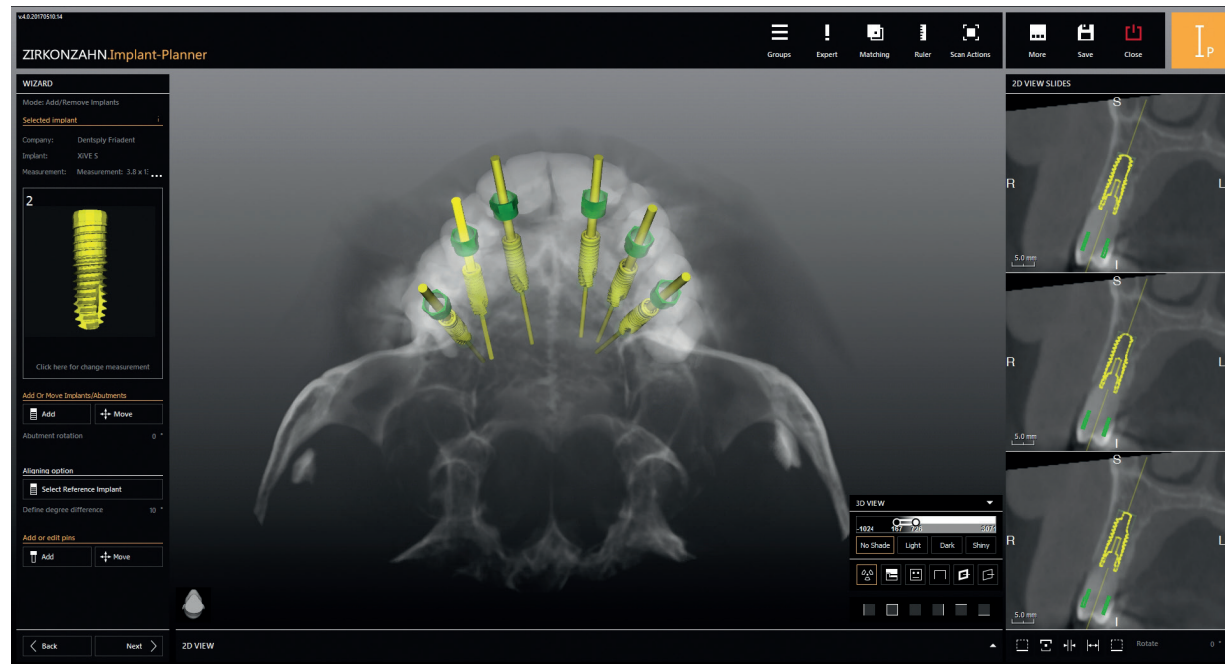 v.4.0.20170510.14
ZIRKONZAHN.Implant-Planner
Groups
Expert
Matching
Ruler
Scan Actions
More
Save
Close
P
WIZARD
Mode: Add/Remove Implants
Selected implant i
Company: Dentsply Friadent
Implant: XiVE S
Measurement: Measurement: 3.8 x 1 ...
2
Click here for change measurement
Add Or Move Implants/Abutments
Add
Move
Abutment rotation 0 °
Aligning option
Select Reference Implant
Define degree difference 10 °
Add or edit pins
Add
Move
Back
Next
2D VIEW
3D VIEW
-1024 167 726 3071
No Shade Light Dark Shiny
2D VIEW SLIDES
S
R L
5.0 mm
I
S
R L
5.0 mm
I
S
R L
5.0 mm
I
Rotate 0 °